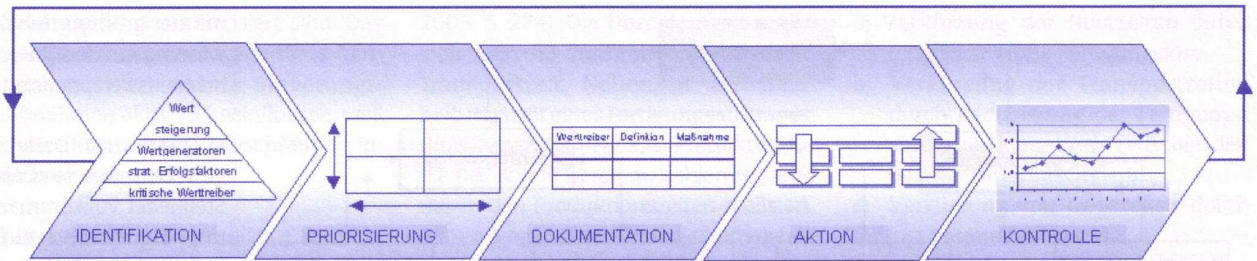 Wert
steigerung
Wertgeneratoren
strat. Erfolgsfaktoren
kritische Werttreiber
IDENTIFIKATION
PRIORISIERUNG
Werttreiber Definition Maßnahme
DOKUMENTATION
AKTION
KONTROLLE